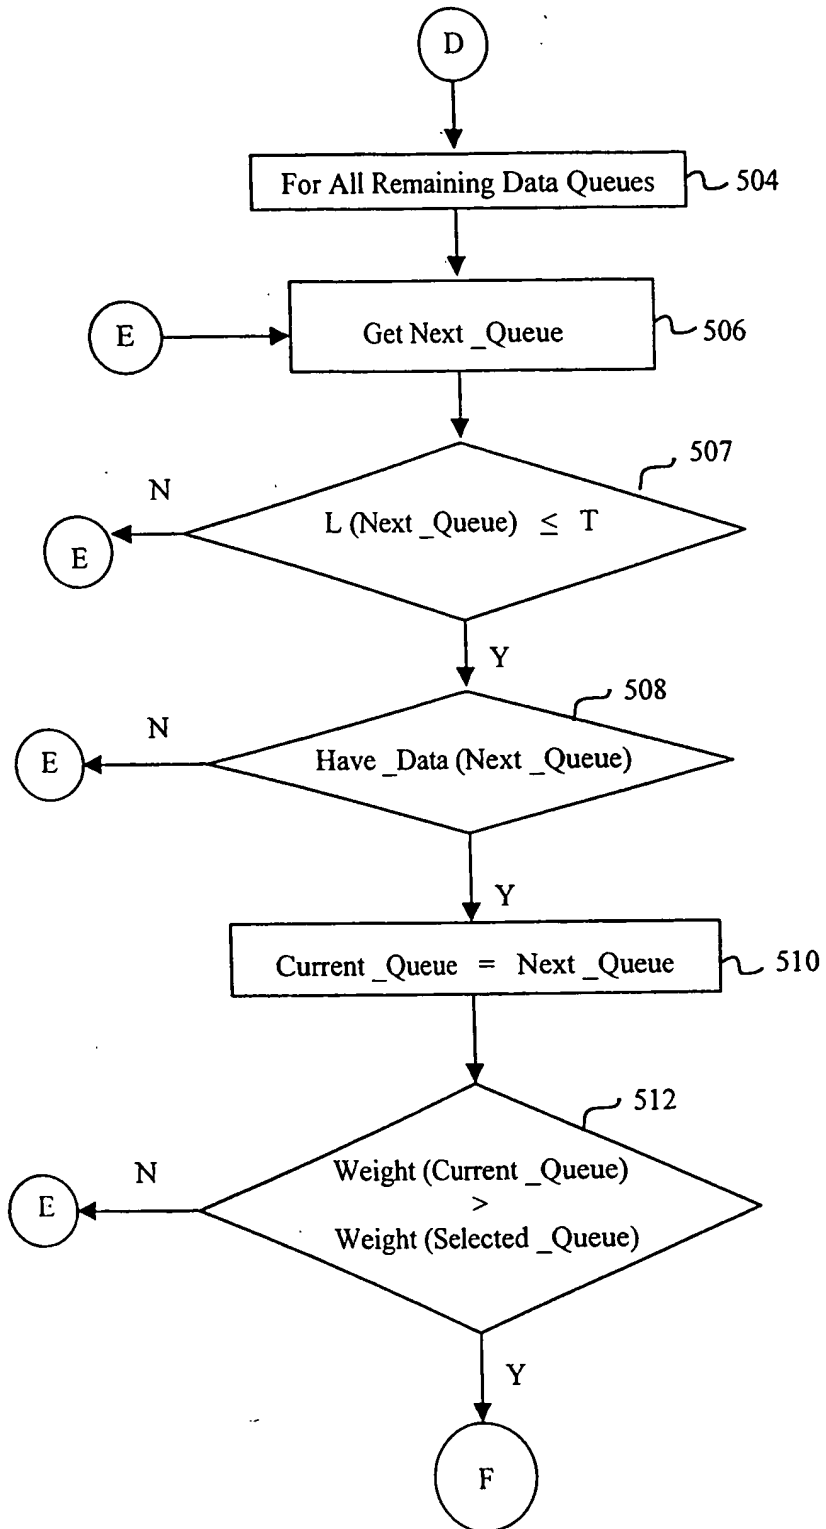 D
For All Remaining Data Queues
504
E
Get Next _Queue
506
507
N
L (Next _Queue) ≤ T
E
Y
508
N
E
Have _Data (Next _Queue)
Y
Current _Queue = Next _Queue
510
512
N
Weight (Current _Queue)
E
>
Weight (Selected _Queue)
Y
F